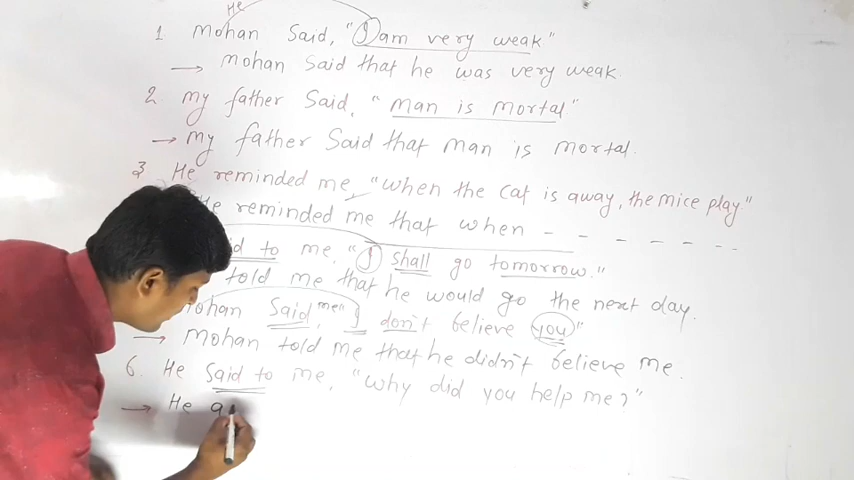 He
1 Mohan Said, "I am very weak"
→ Mohan Said that he was very weak.
2. My father Said, "Man is Mortal"
→ My father Said that Man is Mortal.
3 He reminded me, "When the Cat is away, the mice play."
He reminded me that when - - - - - - -
to me, "I shall go tomorrow."
told me that he would go the next day.
Said me" I don't believe you"
→ Mohan told me that he didn't believe me.
6. He Said to me, "Why did you help me?"
→ He a